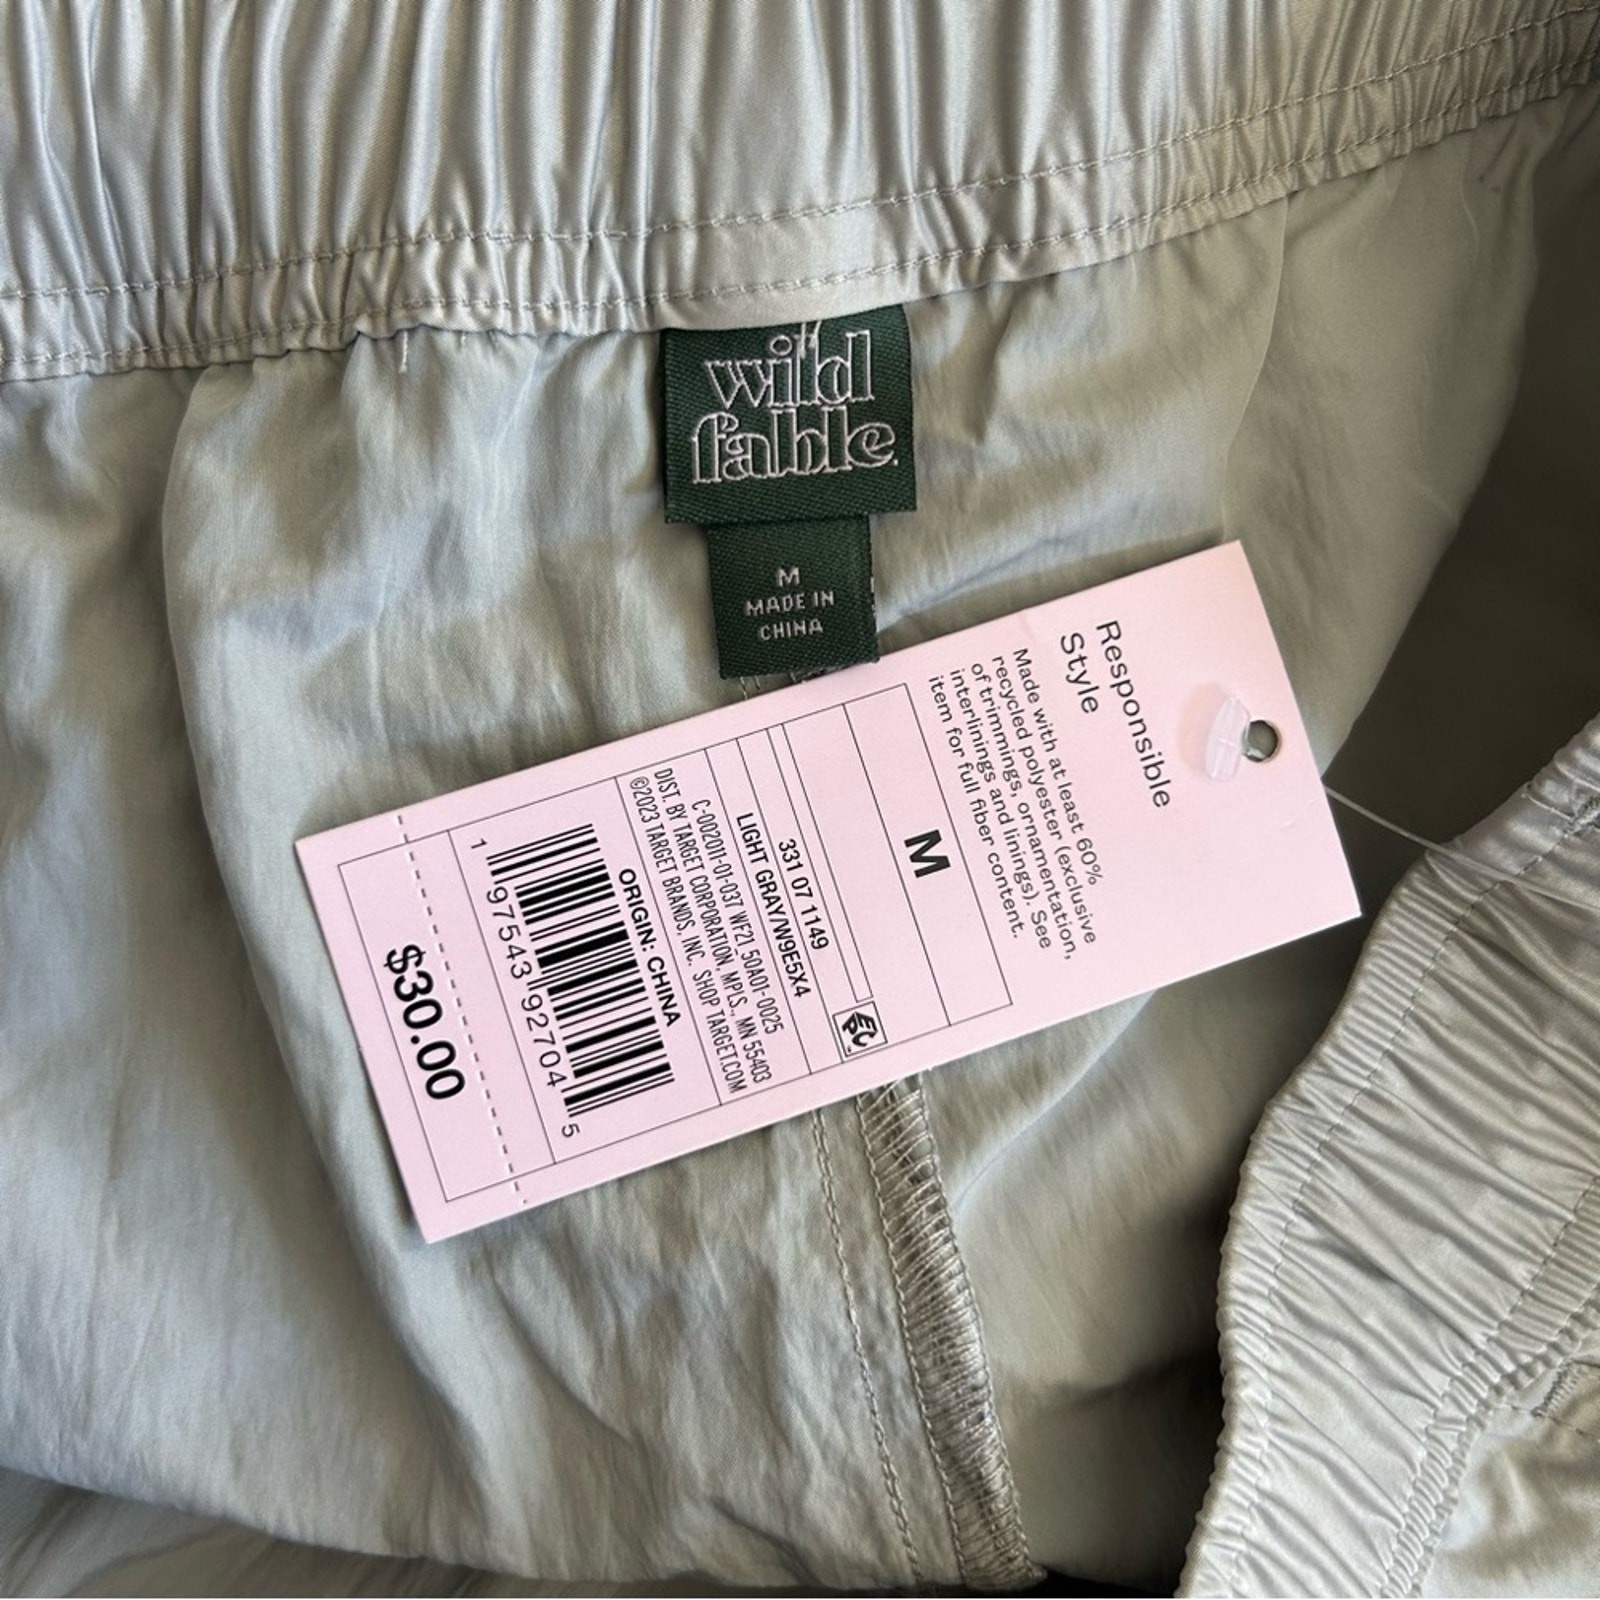 wild
fable.
M
MADE IN
CHINA
Responsible
Style
Made with at least 60%
recycled polyester (exclusive
of trimmings, ornamentation,
interlinings and linings). See
item for full fiber content.
M
331 07 1149
LIGHT GRAY/W9E5X4
C-002011-01-037 WF21_50A01-0025
DIST. BY TARGET CORPORATION, MPLS., MN 55403
©2023 TARGET BRANDS, INC. SHOP TARGET.COM
ORIGIN: CHINA
1 97543 92704 5
$30.00